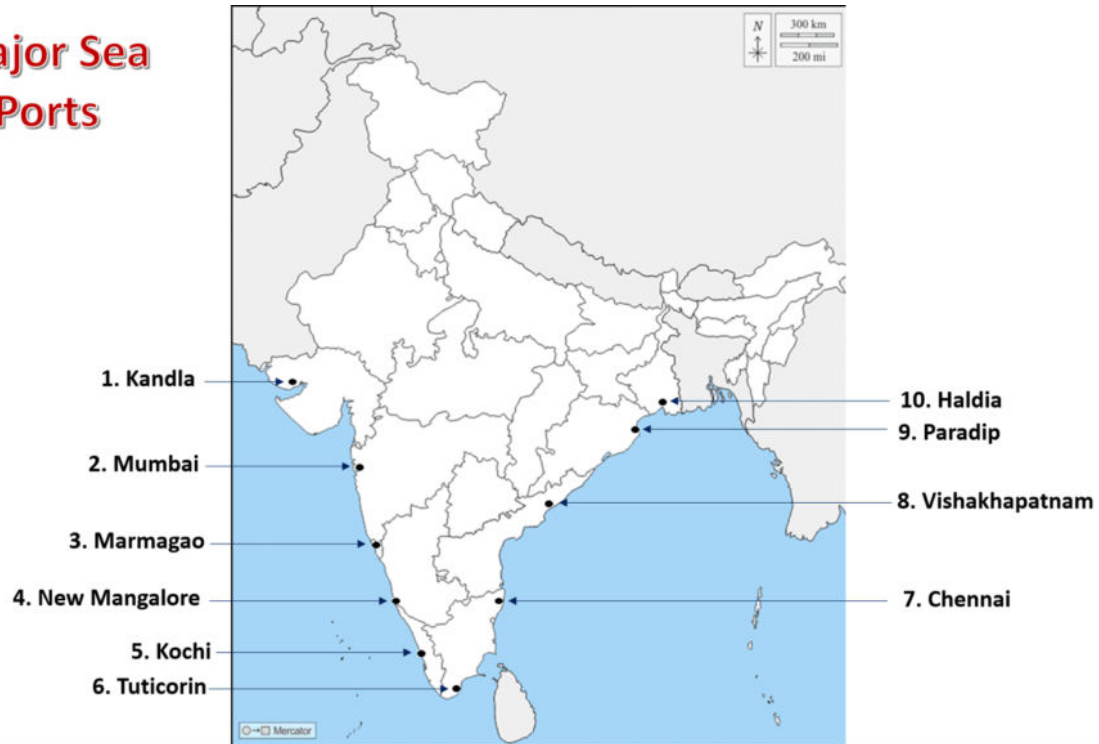 ajor Sea
Ports
N
300 km
200 mi
1. Kandla
2. Mumbai
3. Marmagao
4. New Mangalore
5. Kochi
6. Tuticorin
10. Haldia
9. Paradip
8. Vishakhapatnam
7. Chennai
Mercator